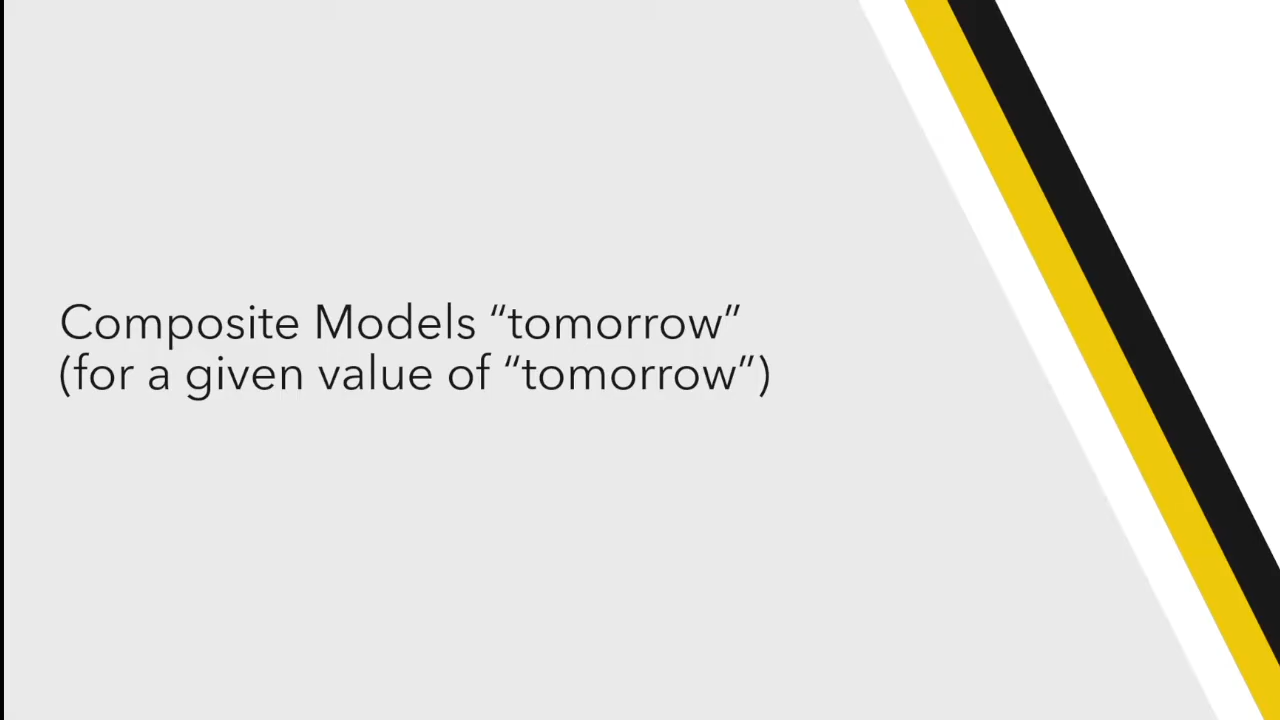 Composite Models “tomorrow”
(for a given value of “tomorrow”)